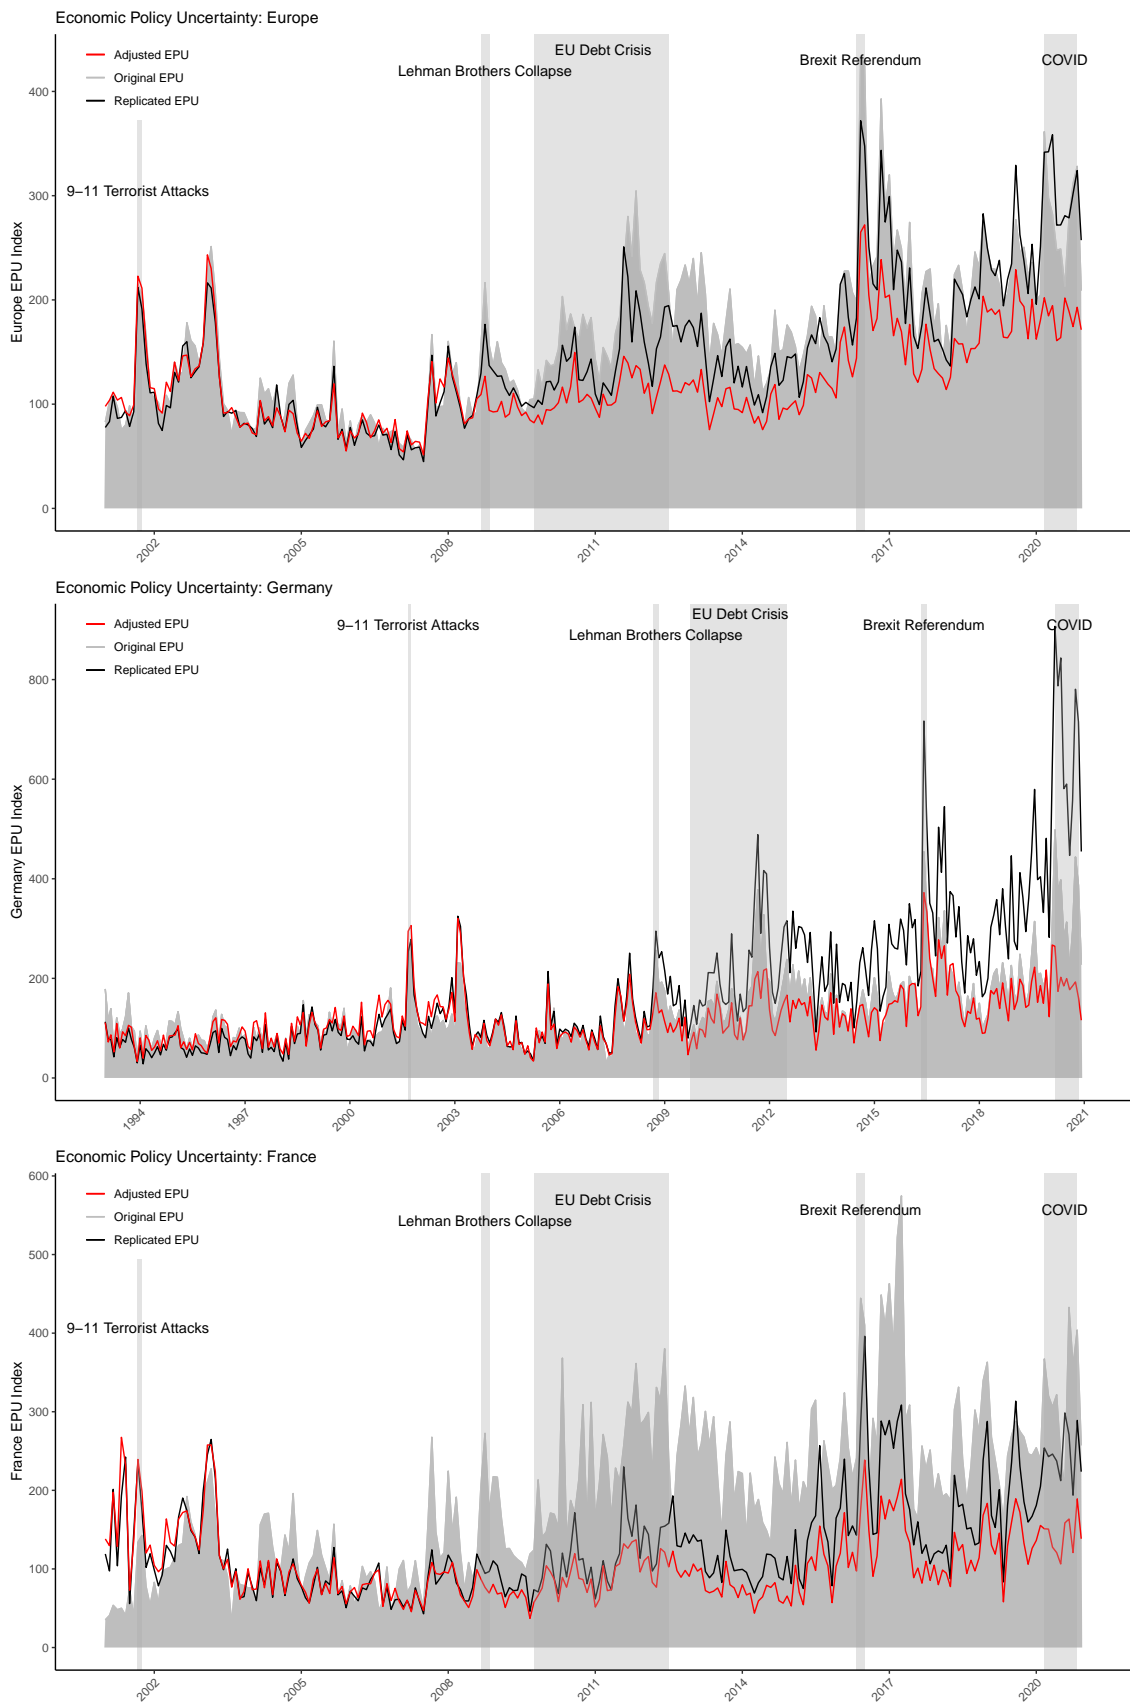 Economic Policy Uncertainty: Europe
Adjusted EPU
Original EPU
Replicated EPU
EU Debt Crisis
Lehman Brothers Collapse
Brexit Referendum
COVID
9–11 Terrorist Attacks
Europe EPU Index
400
300
200
100
0
2002
2005
2008
2011
2014
2017
2020
Economic Policy Uncertainty: Germany
Adjusted EPU
Original EPU
Replicated EPU
9–11 Terrorist Attacks
EU Debt Crisis
Lehman Brothers Collapse
Brexit Referendum
COVID
Germany EPU Index
800
600
400
200
0
1994
1997
2000
2003
2006
2009
2012
2015
2018
2021
Economic Policy Uncertainty: France
Adjusted EPU
Original EPU
Replicated EPU
EU Debt Crisis
Lehman Brothers Collapse
Brexit Referendum
COVID
9–11 Terrorist Attacks
France EPU Index
600
500
400
300
200
100
0
2002
2005
2008
2011
2014
2017
2020